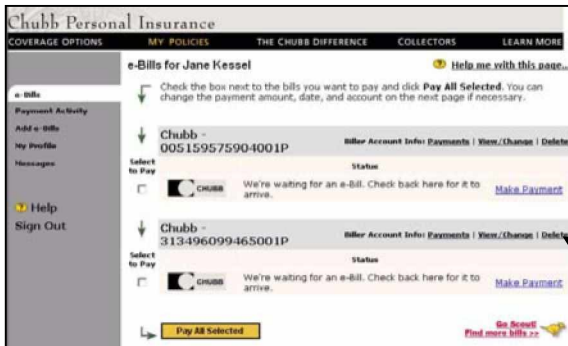 Chubb Personal Insurance
COVERAGE OPTIONS MY POLICIES THE CHUBB DIFFERENCE COLLECTORS LEARN MORE
e-Bills for Jane Kessel
Help me with this page...
e-Bills
Payment Activity
Add e-Bills
My Profile
Messages
Help
Sign Out
Check the box next to the bills you want to pay and click Pay All Selected. You can
change the payment amount, date, and account on the next page if necessary.
Chubb -
005159575904001P
Biller Account Info: Payments | View/Change | Delete
Select
to Pay
Status
CHUBB
We're waiting for an e-Bill. Check back here for it to
arrive.
Make Payment
Chubb -
313496099465001P
Biller Account Info: Payments | View/Change | Delete
Select
to Pay
Status
CHUBB
We're waiting for an e-Bill. Check back here for it to
arrive.
Make Payment
Pay All Selected
Go Scout!
Find more bills >>